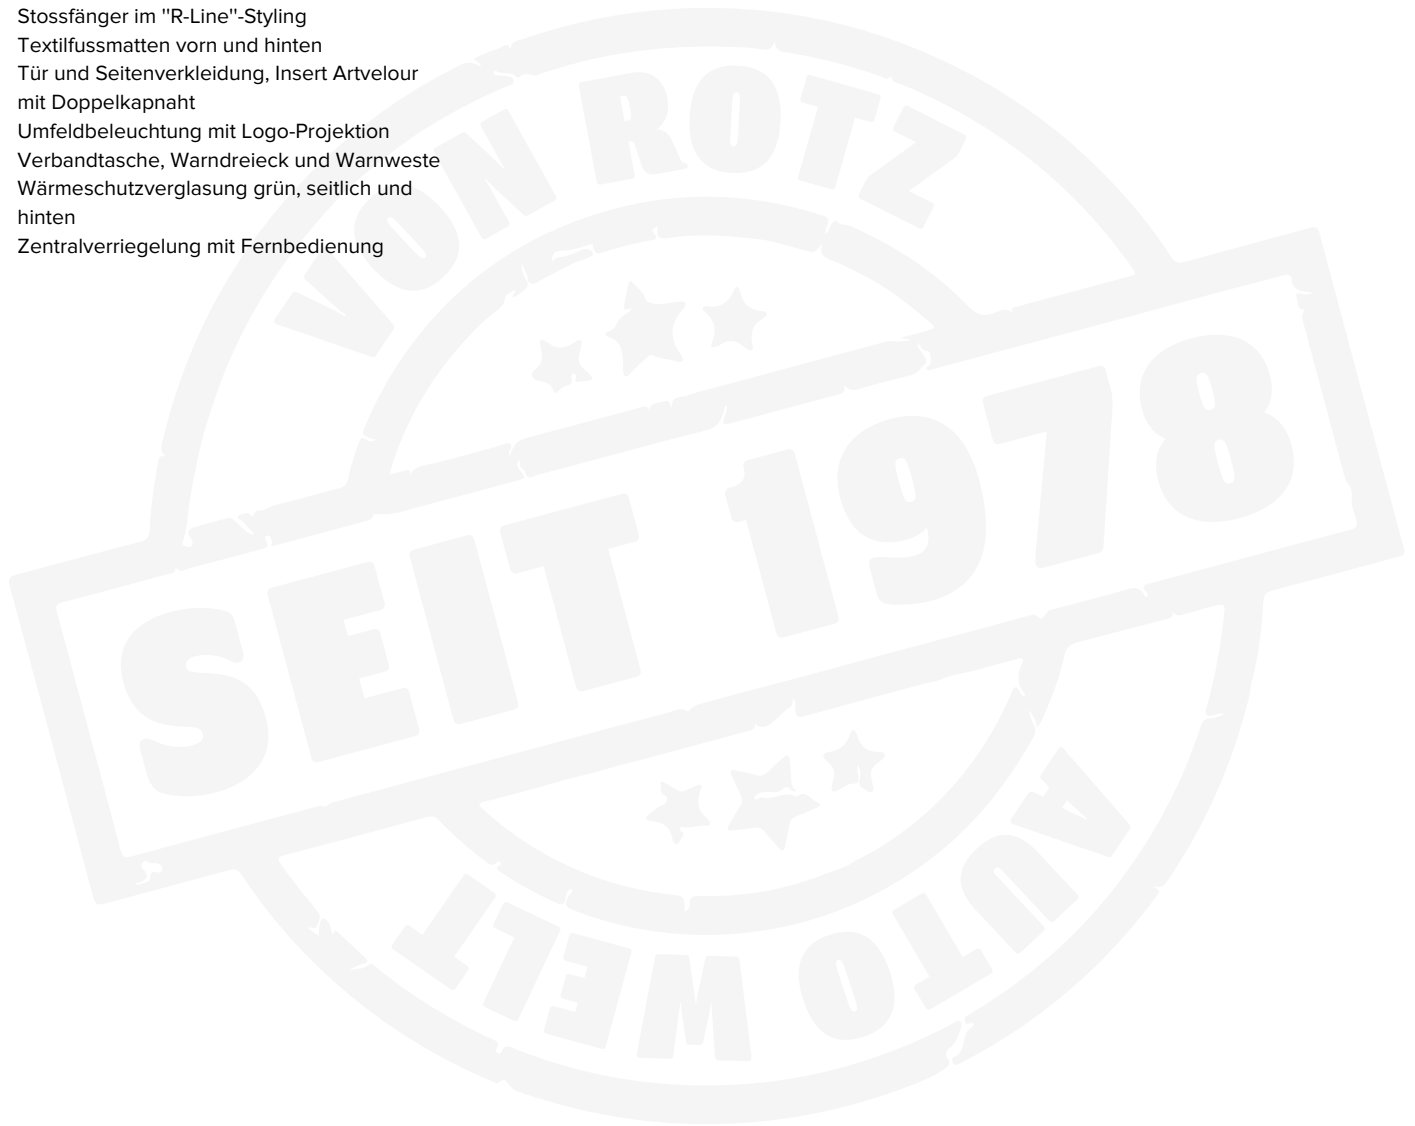 Stossfänger im "R-Line"-Styling
Textilfussmatten vorn und hinten
Tür und Seitenverkleidung, Insert Artvelour
mit Doppelkapnaht
Umfeldbeleuchtung mit Logo-Projektion
Verbandtasche, Warndreieck und Warnweste
Wärmeschutzverglasung grün, seitlich und
hinten
Zentralverriegelung mit Fernbedienung
VON ROTZ
SEIT 1978
AUTO WELT